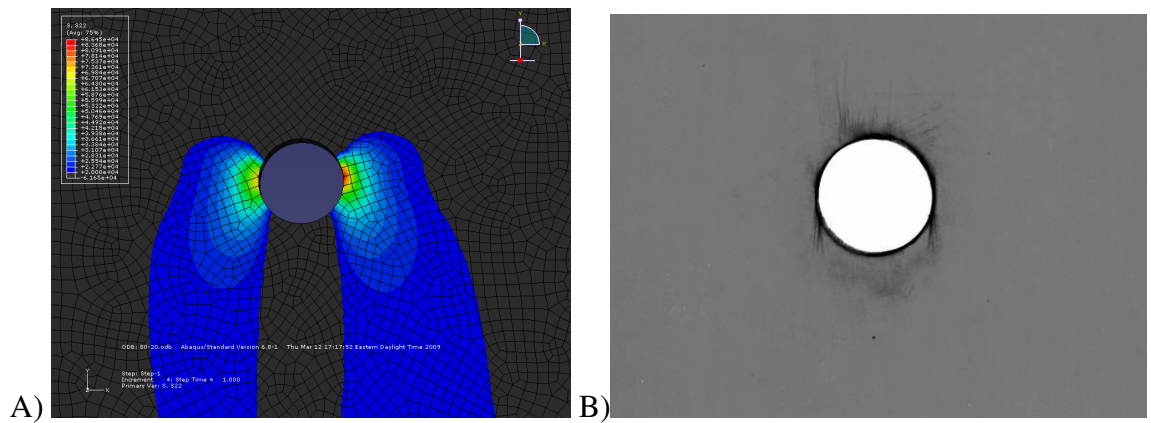 S, S22
(Avg: 75%)
+8.645e+04
+8.368e+04
+8.091e+04
+7.814e+04
+7.537e+04
+7.261e+04
+6.984e+04
+6.707e+04
+6.430e+04
+6.153e+04
+5.876e+04
+5.599e+04
+5.322e+04
+5.046e+04
+4.769e+04
+4.492e+04
+4.215e+04
+3.938e+04
+3.661e+04
+3.384e+04
+3.107e+04
+2.831e+04
+2.554e+04
+2.277e+04
+2.000e+04
-6.165e+04
Y
X
ODB: 80-20.odb Abaqus/Standard Version 6.8-1 Thu Mar 12 17:17:52 Eastern Daylight Time 2009
Y
Z X
Step: Step-1
Increment 4: Step Time = 1.000
Primary Var: S, S22
A)
B)